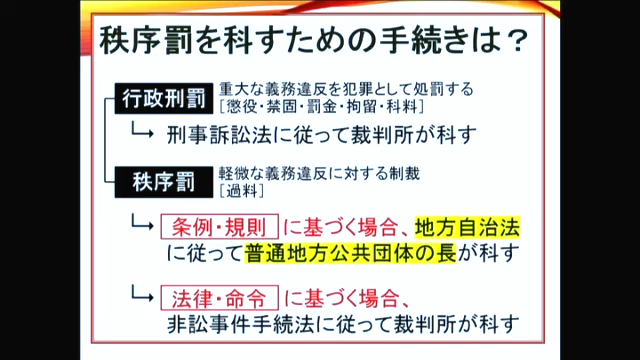 秩序罰を科すための手続きは？
行政刑罰
重大な義務違反を犯罪として処罰する
[懲役・禁固・罰金・拘留・科料]
刑事訴訟法に従って裁判所が科す
秩序罰
軽微な義務違反に対する制裁
[過料]
条例・規則 に基づく場合、地方自治法
に従って普通地方公共団体の長が科す
法律・命令 に基づく場合、
非訟事件手続法に従って裁判所が科す